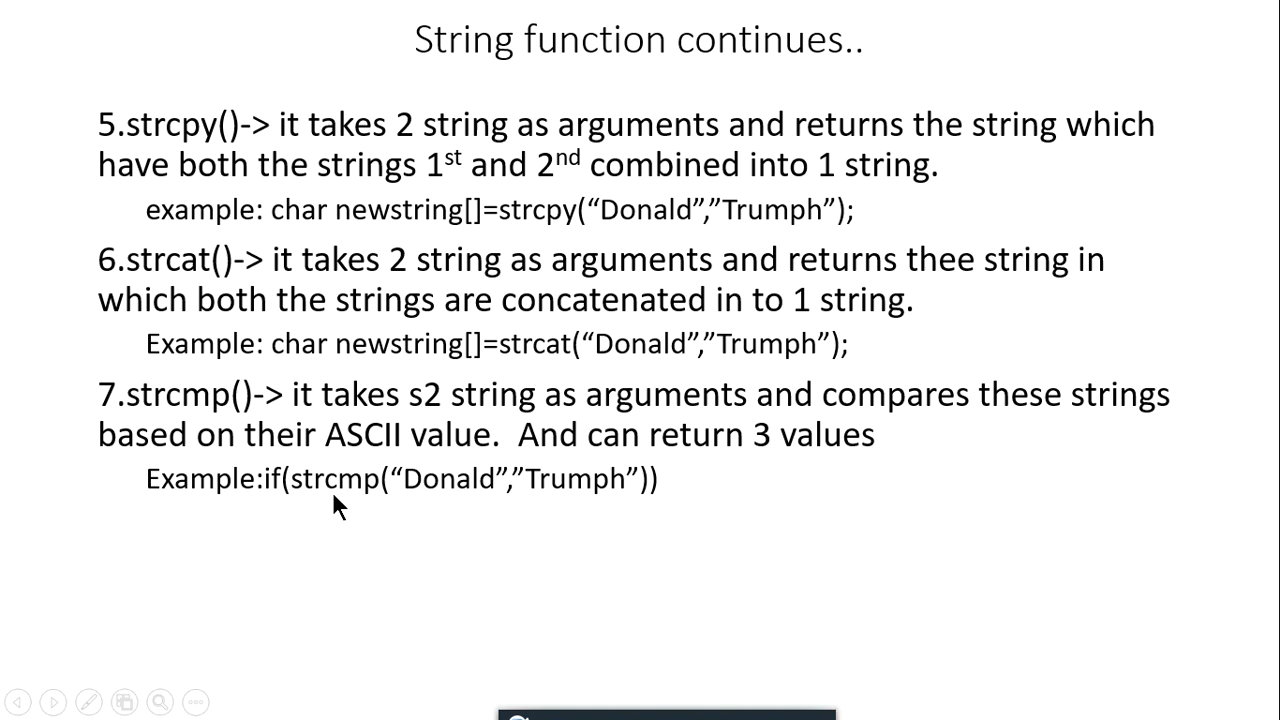 String function continues..
5.strcpy()-> it takes 2 string as arguments and returns the string which
have both the strings 1st and 2nd combined into 1 string.
example: char newstring[]=strcpy(“Donald”,”Trumph”);
6.strcat()-> it takes 2 string as arguments and returns thee string in
which both the strings are concatenated in to 1 string.
Example: char newstring[]=strcat(“Donald”,”Trumph”);
7.strcmp()-> it takes s2 string as arguments and compares these strings
based on their ASCII value.  And can return 3 values
Example:if(strcmp(“Donald”,”Trumph”))